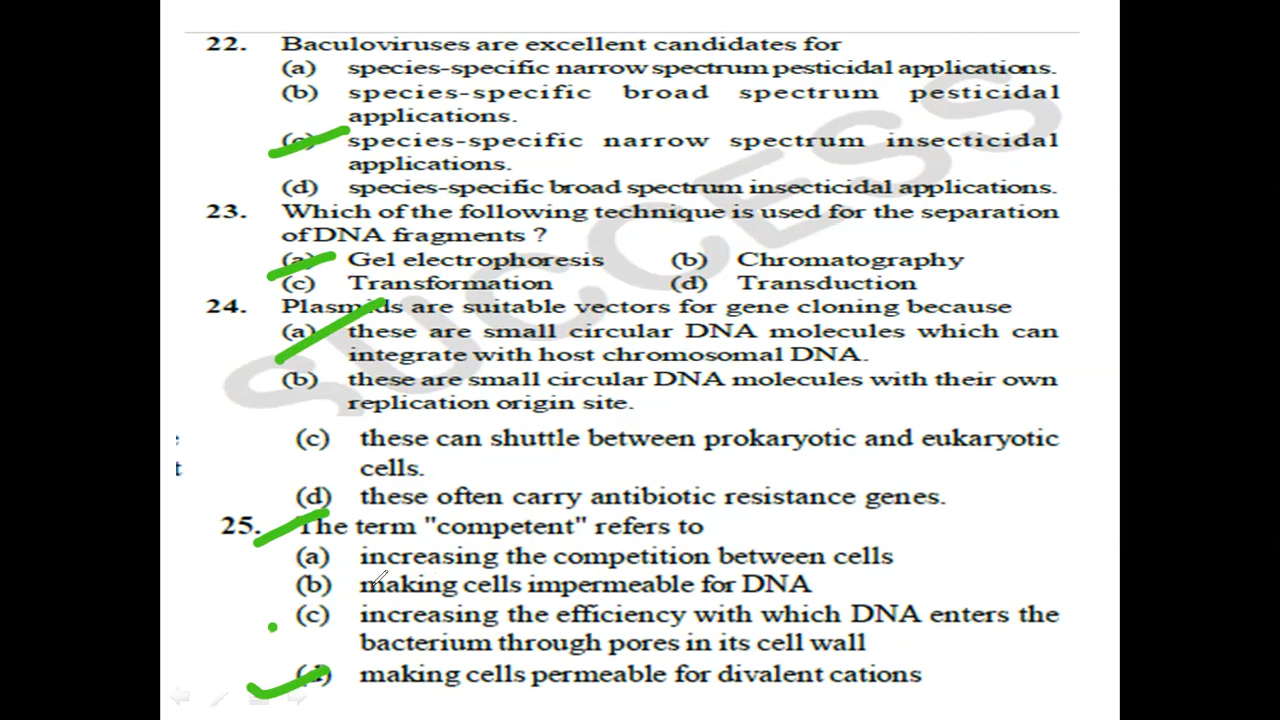 22. Baculoviruses are excellent candidates for
(a) species-specific narrow spectrum pesticidal applications.
(b) species-specific broad spectrum pesticidal
applications.
(c) species-specific narrow spectrum insecticidal
applications.
(d) species-specific broad spectrum insecticidal applications.
23. Which of the following technique is used for the separation
of DNA fragments ?
(a) Gel electrophoresis (b) Chromatography
(c) Transformation (d) Transduction
24. Plasmids are suitable vectors for gene cloning because
(a) these are small circular DNA molecules which can
integrate with host chromosomal DNA.
(b) these are small circular DNA molecules with their own
replication origin site.
(c) these can shuttle between prokaryotic and eukaryotic
cells.
(d) these often carry antibiotic resistance genes.
25. The term "competent" refers to
(a) increasing the competition between cells
(b) making cells impermeable for DNA
(c) increasing the efficiency with which DNA enters the
bacterium through pores in its cell wall
(d) making cells permeable for divalent cations
SUCCESS